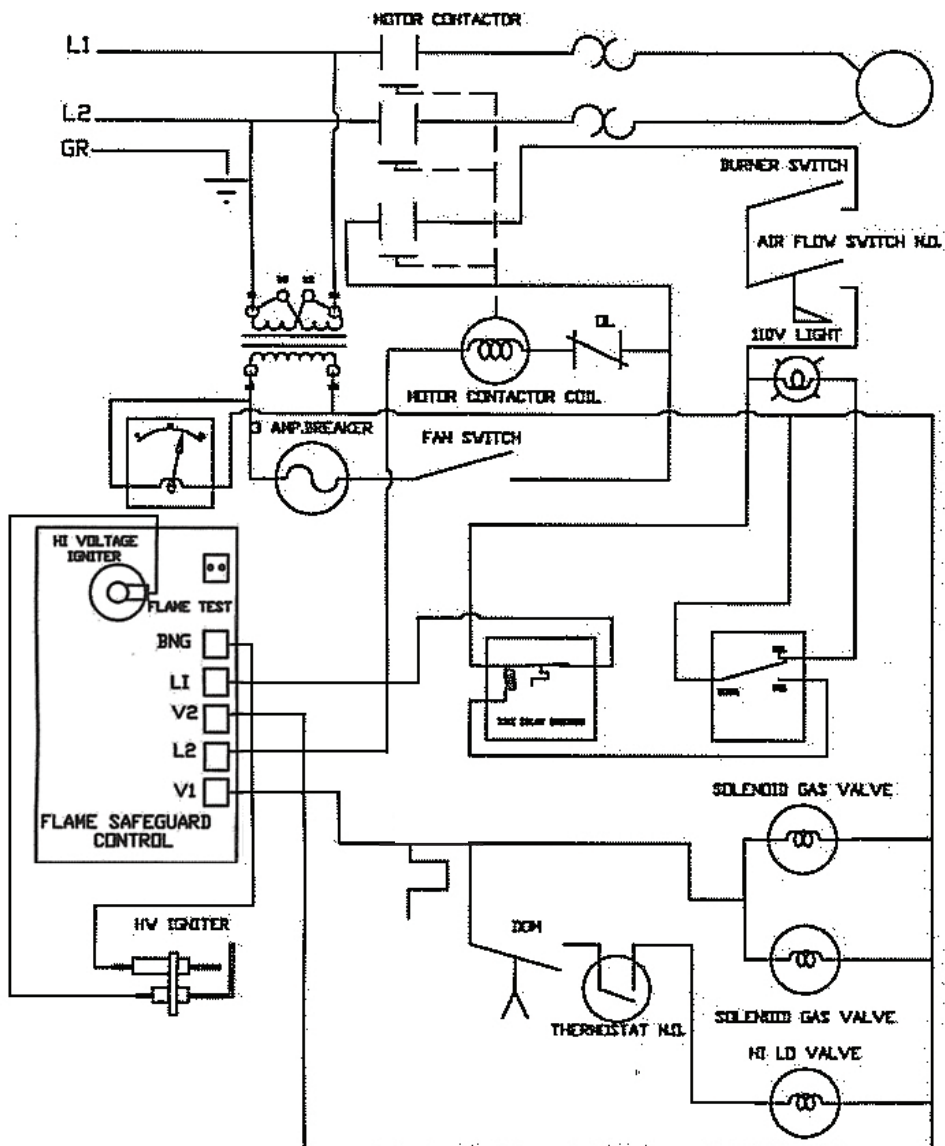 MOTOR CONTACTOR
L1
L2
GR
BURNER SWITCH
AIR FLOW SWITCH N.O.
110V LIGHT
OL
MOTOR CONTACTOR COIL
3 AMP.BREAKER
FAN SWITCH
HI VOLTAGE
IGNITER
FLAME TEST
BNG
L1
V2
L2
V1
FLAME SAFEGUARD
CONTROL
SOLENOID GAS VALVE
HW IGNITER
THERMOSTAT N.O.
SOLENOID GAS VALVE
HI LO VALVE